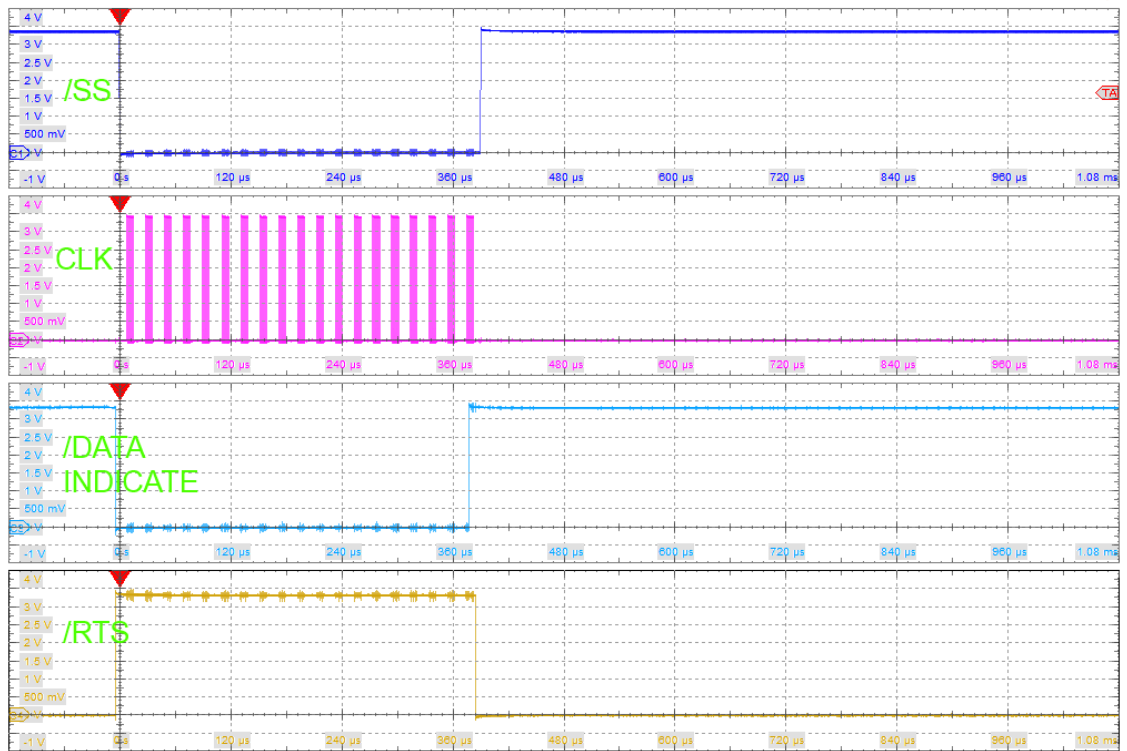 4 V
3 V
2.5 V
2 V
/SS
1.5 V
TA
1 V
500 mV
-1 V
0 s
120 µs
240 µs
360 µs
480 µs
600 µs
720 µs
840 µs
960 µs
1.08 ms
4 V
3 V
2.5 V
CLK
2 V
1.5 V
1 V
500 mV
-1 V
0 s
120 µs
240 µs
360 µs
480 µs
600 µs
720 µs
840 µs
960 µs
1.08 ms
4 V
3 V
2.5 V
/DATA
2 V
1.5 V
INDICATE
1 V
500 mV
-1 V
0 s
120 µs
240 µs
360 µs
480 µs
600 µs
720 µs
840 µs
960 µs
1.08 ms
4 V
3 V
2.5 V
/RTS
2 V
1.5 V
1 V
500 mV
-1 V
0 s
120 µs
240 µs
360 µs
480 µs
600 µs
720 µs
840 µs
960 µs
1.08 ms